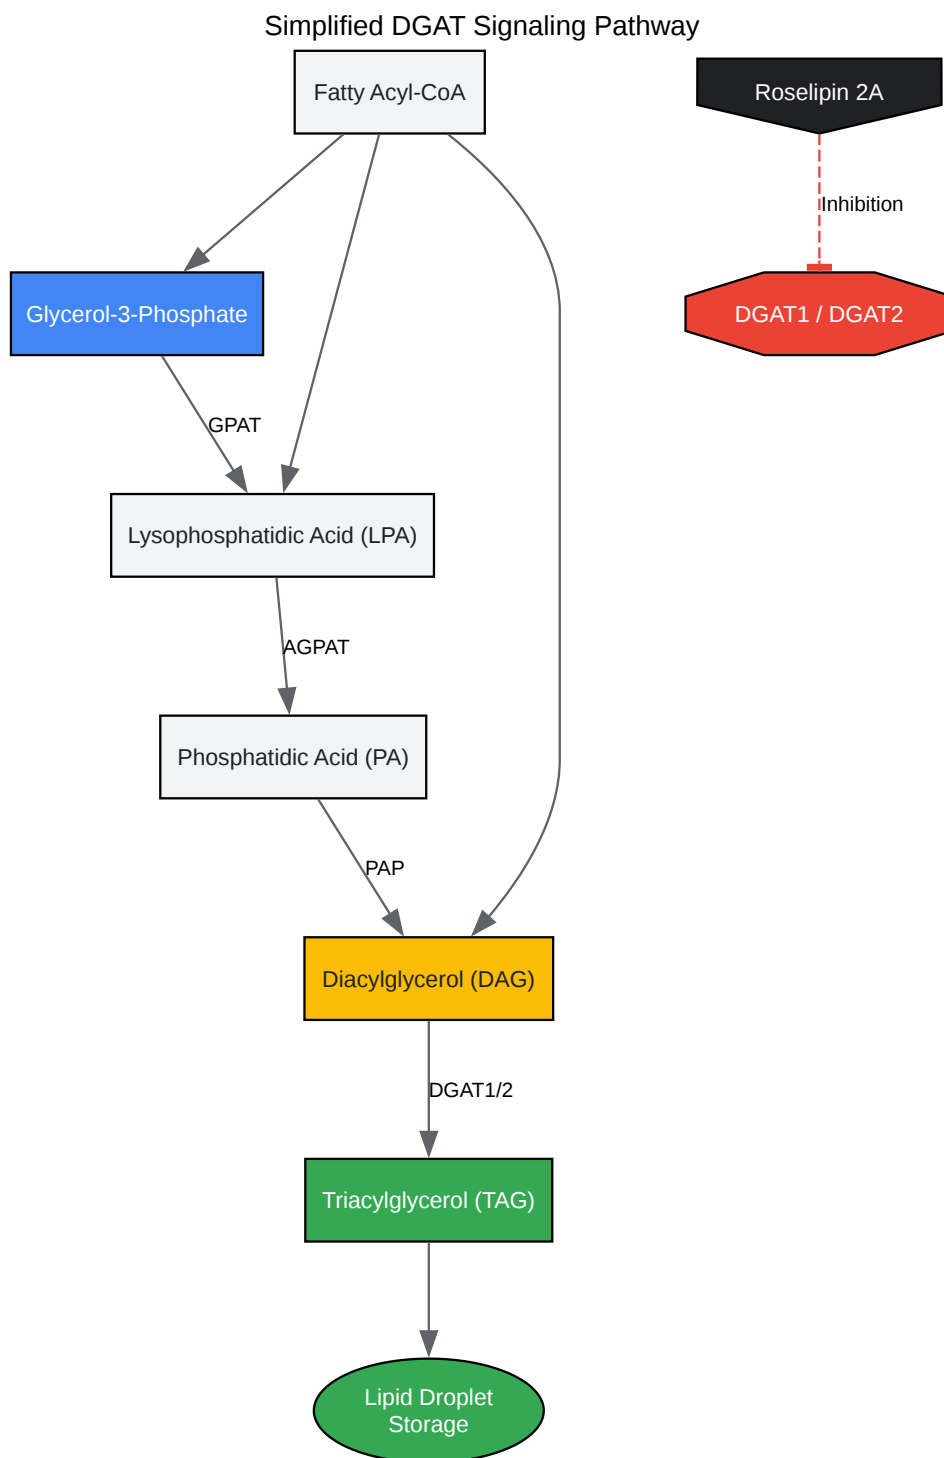 Simplified DGAT Signaling Pathway
Fatty Acyl-CoA
Roselipin 2A
Inhibition
Glycerol-3-Phosphate
DGAT1 / DGAT2
GPAT
Lysophosphatidic Acid (LPA)
AGPAT
Phosphatidic Acid (PA)
PAP
Diacylglycerol (DAG)
DGAT1/2
Triacylglycerol (TAG)
Lipid Droplet
Storage